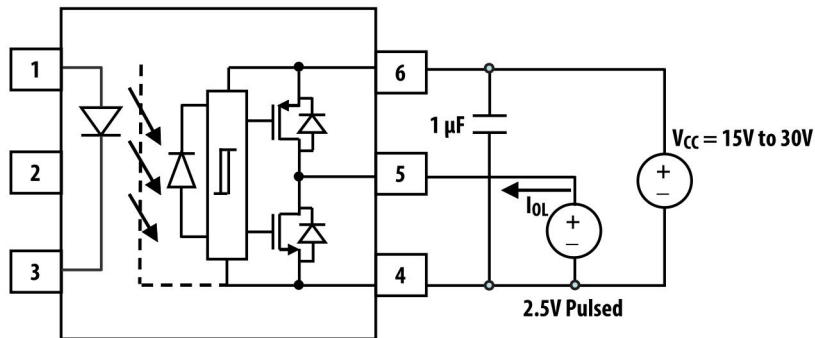 1
2
3
6
5
4
1 µF
I_OL
+
−
2.5V Pulsed
V_CC = 15V to 30V
+
−